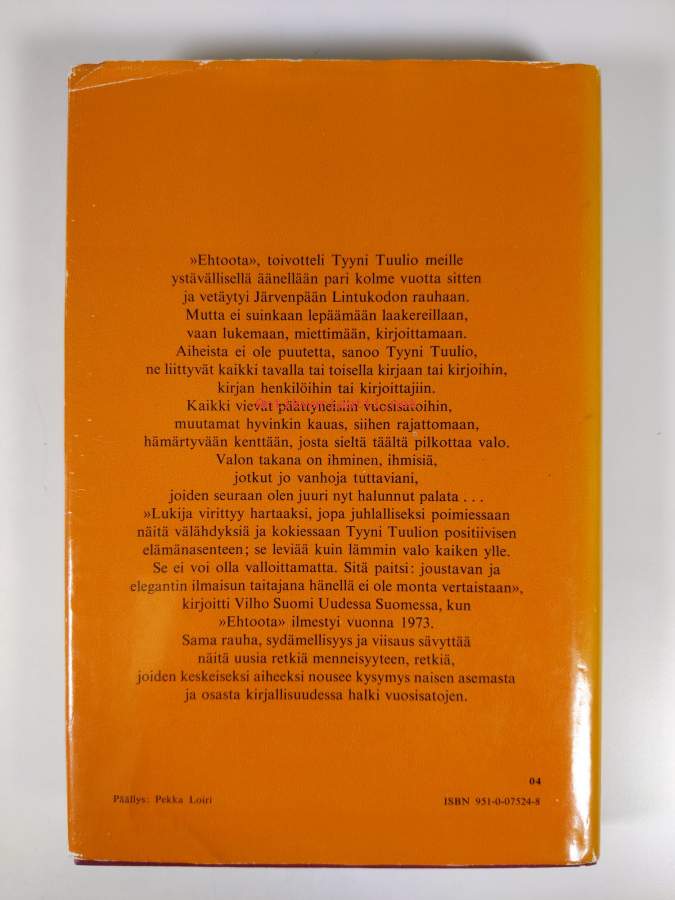 »Ehtoota», toivotteli Tyyni Tuulio meille
ystävällisellä äänellään pari kolme vuotta sitten
ja vetäytyi Järvenpään Lintukodon rauhaan.
Mutta ei suinkaan lepäämään laakereillaan,
vaan lukemaan, miettimään, kirjoittamaan.
Aiheista ei ole puutetta, sanoo Tyyni Tuulio,
ne liittyvät kaikki tavalla tai toisella kirjaan tai kirjoihin,
kirjan henkilöihin tai kirjoittajiin.
Kaikki vievät päättyneisiin vuosisatoihin,
muutamat hyvinkin kauas, siihen rajattomaan,
hämärtyvään kenttään, josta sieltä täältä pilkottaa valo.
Valon takana on ihminen, ihmisiä,
jotkut jo vanhoja tuttaviani,
joiden seuraan olen juuri nyt halunnut palata . . .
»Lukija virittyy hartaaksi, jopa juhlalliseksi poimiessaan
näitä välähdyksiä ja kokiessaan Tyyni Tuulion positiivisen
elämänasenteen; se leviää kuin lämmin valo kaiken ylle.
Se ei voi olla valloittamatta. Sitä paitsi: joustavan ja
elegantin ilmaisun taitajana hänellä ei ole monta vertaistaan»,
kirjoitti Vilho Suomi Uudessa Suomessa, kun
»Ehtoota» ilmestyi vuonna 1973.
Sama rauha, sydämellisyys ja viisaus sävyttää
näitä uusia retkiä menneisyyteen, retkiä,
joiden keskeiseksi aiheeksi nousee kysymys naisen asemasta
ja osasta kirjallisuudessa halki vuosisatojen.
04
Päällys: Pekka Loiri
ISBN 951-0-07524-8